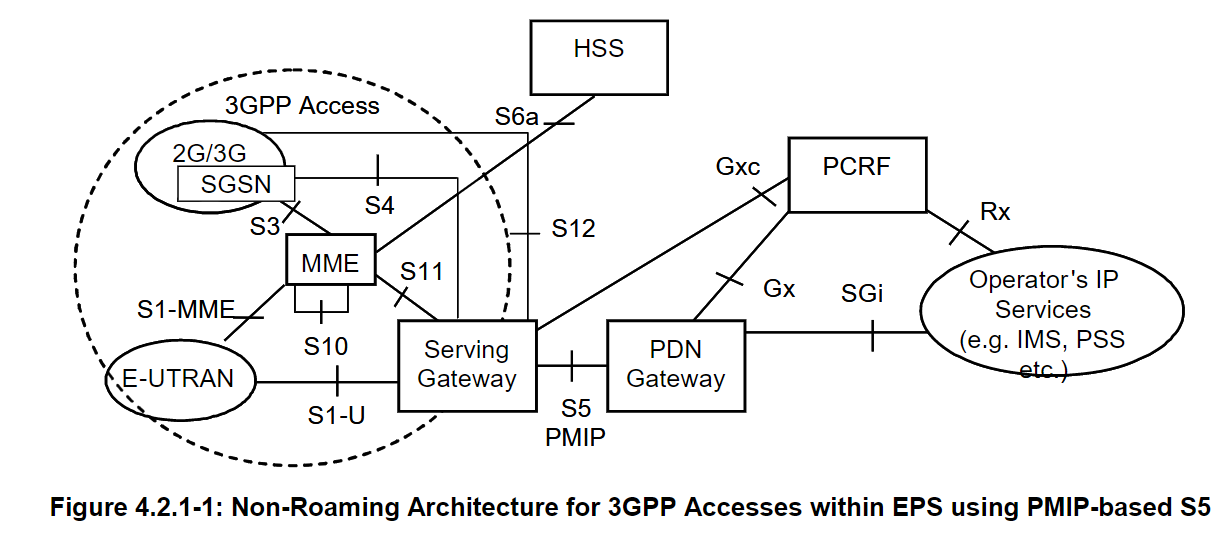 HSS
3GPP Access
S6a
2G/3G
SGSN
S4
S3
S12
MME
S11
S1-MME
S10
E-UTRAN
S1-U
Serving
Gateway
S5
PMIP
PDN
Gateway
Gxc
PCRF
Rx
Gx
SGi
Operator's IP
Services
(e.g. IMS, PSS
etc.)
Figure 4.2.1-1: Non-Roaming Architecture for 3GPP Accesses within EPS using PMIP-based S5